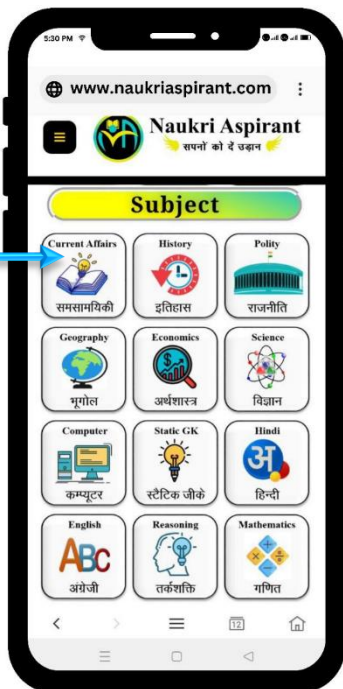 5:30 PM
www.naukriaspirant.com
Naukri Aspirant
सपनों को दें उड़ान
Subject
Current Affairs
समसामयिकी
History
इतिहास
Polity
राजनीति
Geography
भूगोल
Economics
अर्थशास्त्र
Science
विज्ञान
Computer
कम्प्यूटर
Static GK
स्टैटिक जीके
Hindi
अ
हिन्दी
English
ABC
अंग्रेजी
Reasoning
तर्कशक्ति
Mathematics
गणित
12